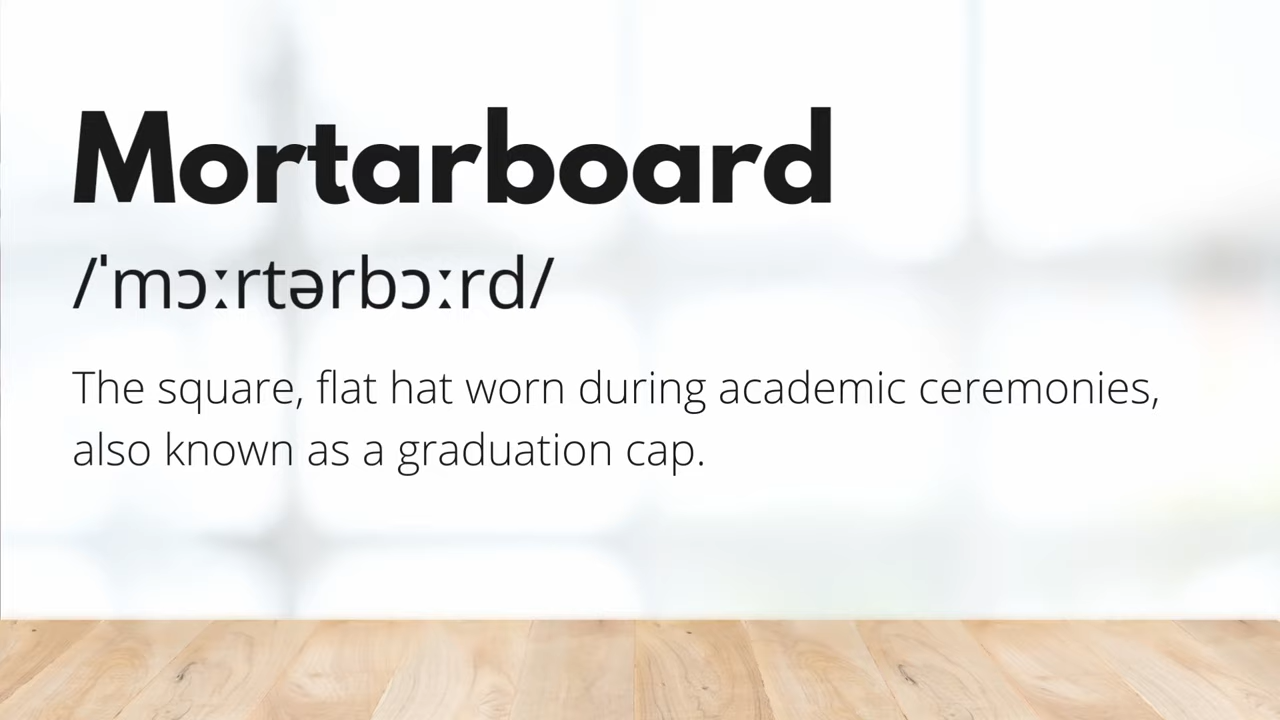 Mortarboard
/ˈmɔːrtərbɔːrd/
The square, flat hat worn during academic ceremonies,
also known as a graduation cap.